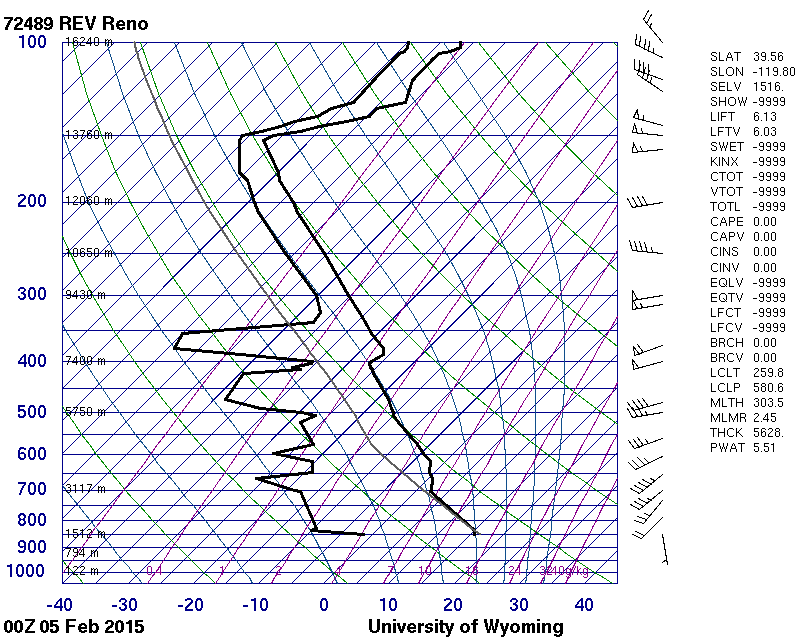 72489 REV Reno
100 16240 m
13760 m
200 12060 m
10650 m
300 9430 m
400 7400 m
500 5750 m
600
700 3117 m
800
1512 m
900 794 m
1000 122 m 0.4 1 2 4 7 10 16 24 32 40g/kg
-40 -30 -20 -10 0 10 20 30 40
00Z 05 Feb 2015 University of Wyoming
SLAT 39.56
SLON -119.80
SELV 1516.
SHOW -9999
LIFT 6.13
LFTV 6.03
SWET -9999
KINX -9999
CTOT -9999
VTOT -9999
TOTL -9999
CAPE 0.00
CAPV 0.00
CINS 0.00
CINV 0.00
EQLV -9999
EQTV -9999
LFCT -9999
LFCV -9999
BRCH 0.00
BRCV 0.00
LCLT 259.8
LCLP 580.6
MLTH 303.5
MLMR 2.45
THCK 5628.
PWAT 5.51